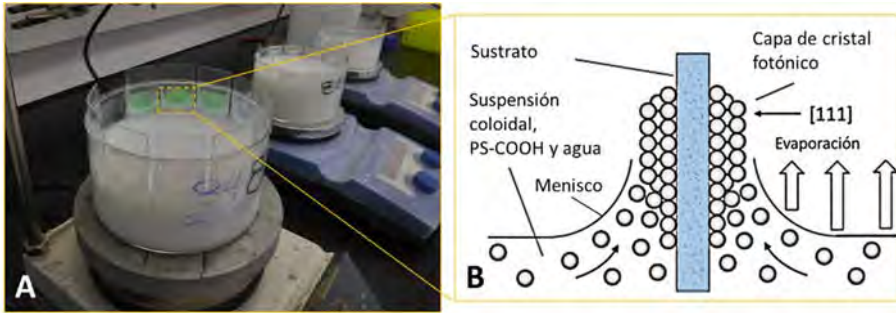 A
Sustrato
Capa de cristal
fotónico
Suspensión
coloidal,
PS-COOH y agua
[111]
Evaporación
Menisco
B